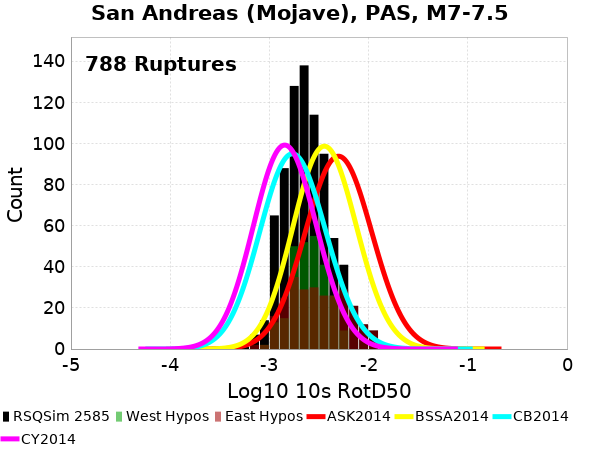 San Andreas (Mojave), PAS, M7-7.5
788 Ruptures
Count
140
120
100
80
60
40
20
0
-5 -4 -3 -2 -1 0
Log10 10s RotD50
RSQSim 2585 West Hypos East Hypos ASK2014 BSSA2014 CB2014
CY2014